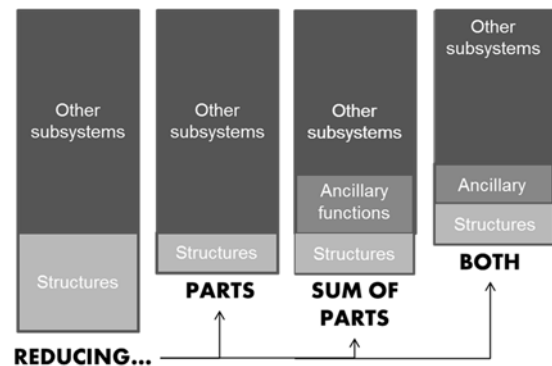 Other
subsystems
Structures
Other
subsystems
Structures
PARTS
Other
subsystems
Ancillary
functions
Structures
SUM OF
PARTS
Other
subsystems
Ancillary
Structures
BOTH
REDUCING...